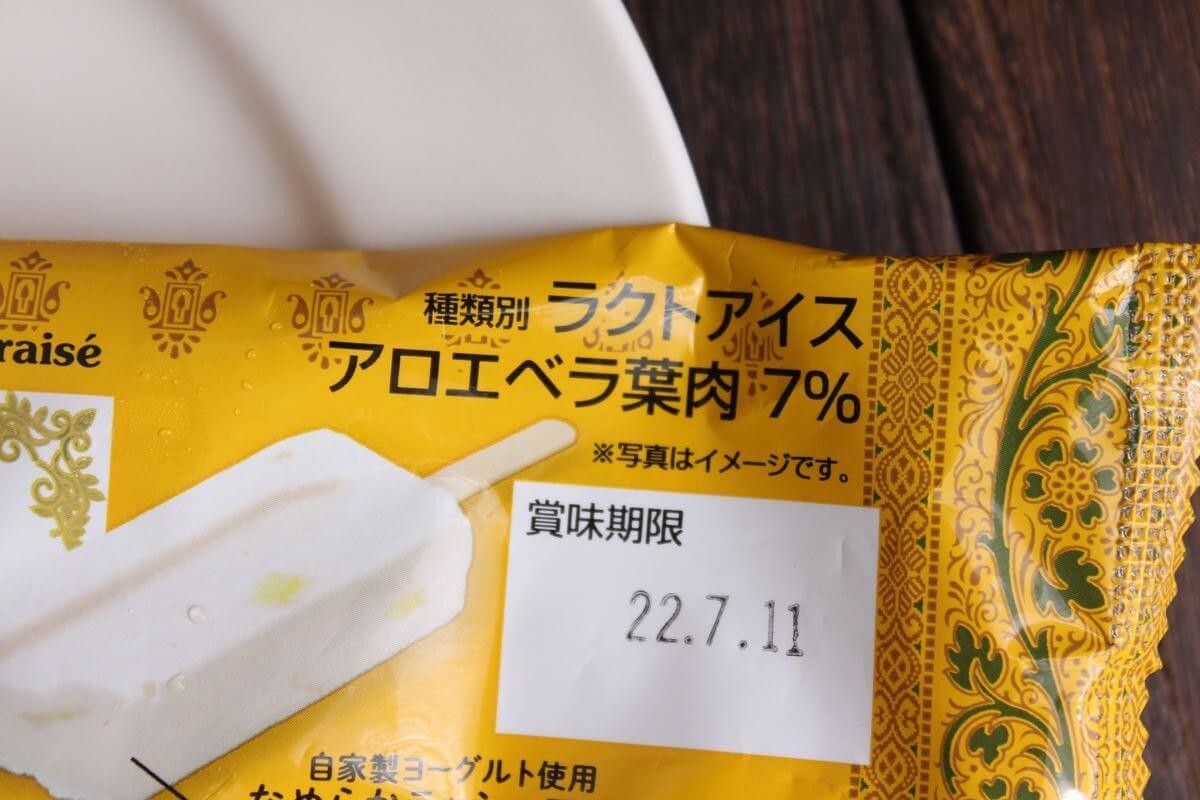 種類別 ラクトアイス
アロエベラ葉肉 7%
raisé
※写真はイメージです。
賞味期限
22.7.11
自家製ヨーグルト使用